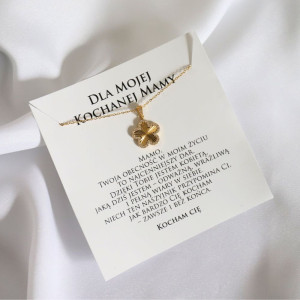 Dla Mojej
Kochanej Mamy
Mamo,
Twoja obecność w moim życiu
to najcenniejszy dar.
Dzięki Tobie jestem kobietą,
jaką dziś jestem – odważną, wrażliwą
i pełną wiary w siebie.
Niech ten naszyjnik przypomina Ci,
jak bardzo Cię kocham
– zawsze i bez końca.
Kocham Cię